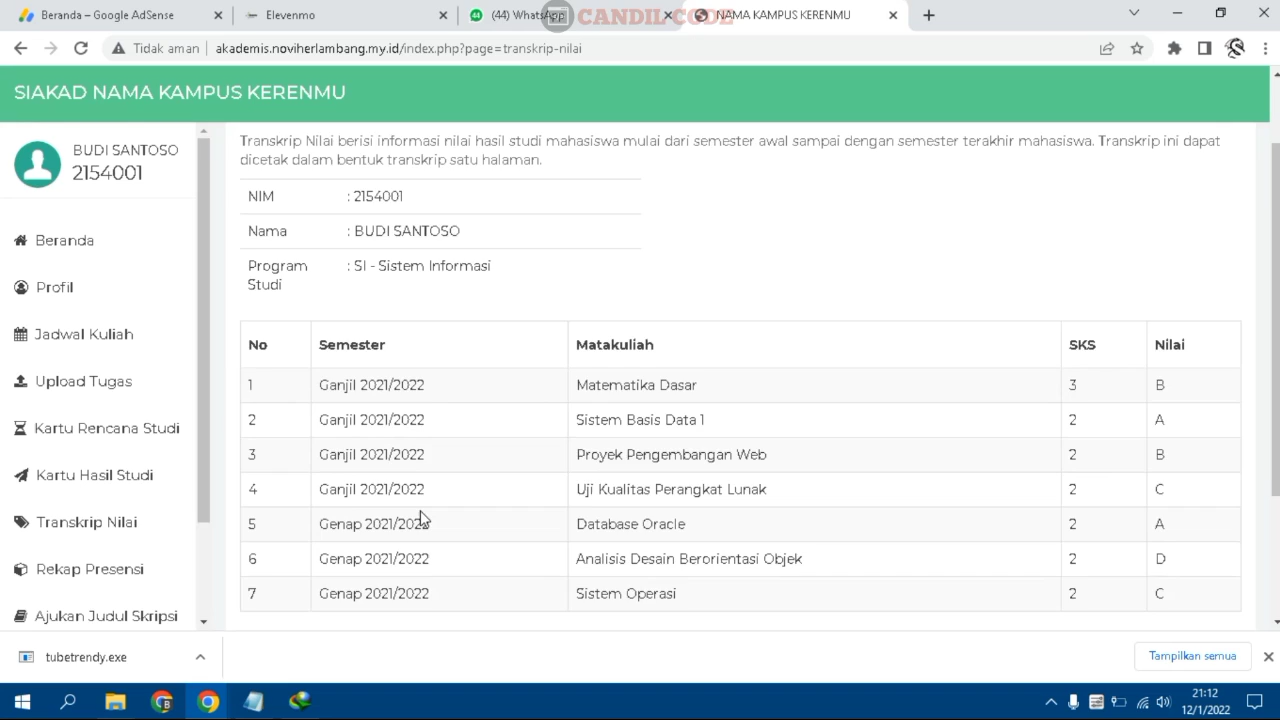 Beranda – Google AdSense
Elevenmo
(44) WhatsApp
CANDIL CODE
NAMA KAMPUS KERENMU
Tidak aman
akademis.noviherlambang.my.id/index.php?page=transkrip-nilai
SIAKAD NAMA KAMPUS KERENMU
BUDI SANTOSO
2154001
Beranda
Profil
Jadwal Kuliah
Upload Tugas
Kartu Rencana Studi
Kartu Hasil Studi
Transkrip Nilai
Rekap Presensi
Ajukan Judul Skripsi
Transkrip Nilai berisi informasi nilai hasil studi mahasiswa mulai dari semester awal sampai dengan semester terakhir mahasiswa. Transkrip ini dapat
dicetak dalam bentuk transkrip satu halaman.
NIM : 2154001
Nama : BUDI SANTOSO
Program : SI - Sistem Informasi
Studi
No Semester Matakuliah SKS Nilai
1 Ganjil 2021/2022 Matematika Dasar 3 B
2 Ganjil 2021/2022 Sistem Basis Data 1 2 A
3 Ganjil 2021/2022 Proyek Pengembangan Web 2 B
4 Ganjil 2021/2022 Uji Kualitas Perangkat Lunak 2 C
5 Genap 2021/2022 Database Oracle 2 A
6 Genap 2021/2022 Analisis Desain Berorientasi Objek 2 D
7 Genap 2021/2022 Sistem Operasi 2 C
tubetrendy.exe
Tampilkan semua
21:12
12/1/2022